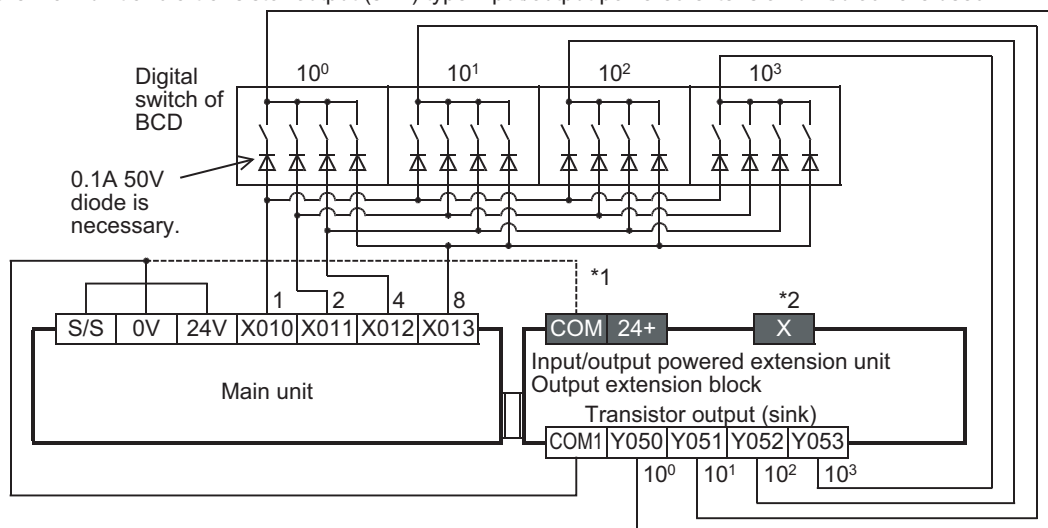 10⁰ 10¹ 10² 10³
Digital
switch of
BCD
0.1A 50V
diode is
necessary.
*1
1 2 4 8 *2
S/S 0V 24V X010 X011 X012 X013 COM 24+ X
Input/output powered extension unit
Main unit Output extension block
Transistor output (sink)
COM1 Y050 Y051 Y052 Y053
10⁰ 10¹ 10² 10³